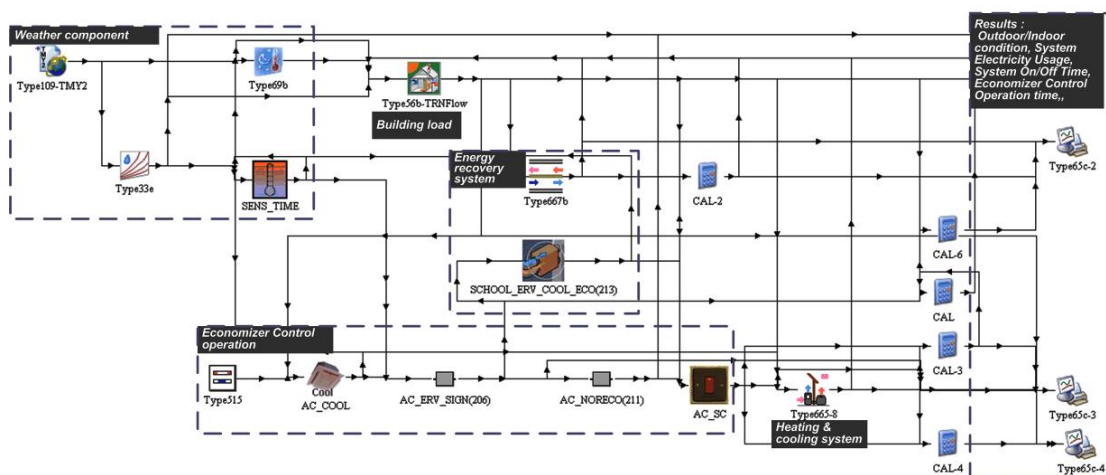 Weather component
Type109-TMY2
Type69b
Type33e
SENS_TIME
Type56b-TRNFlow
Building load
Energy
recovery
system
Type667b
CAL-2
SCHOOL_ERV_COOL_ECO(213)
Economizer Control
operation
Type515
Cool
AC_COOL
AC_ERV_SIGN(206)
AC_NORECO(211)
AC_SC
Type665-8
Heating &
cooling system
Results :
Outdoor/Indoor
condition, System
Electricity Usage,
System On/Off Time,
Economizer Control
Operation time,,
Type65c-2
CAL-6
CAL
CAL-3
Type65c-3
CAL-4
Type65c-4